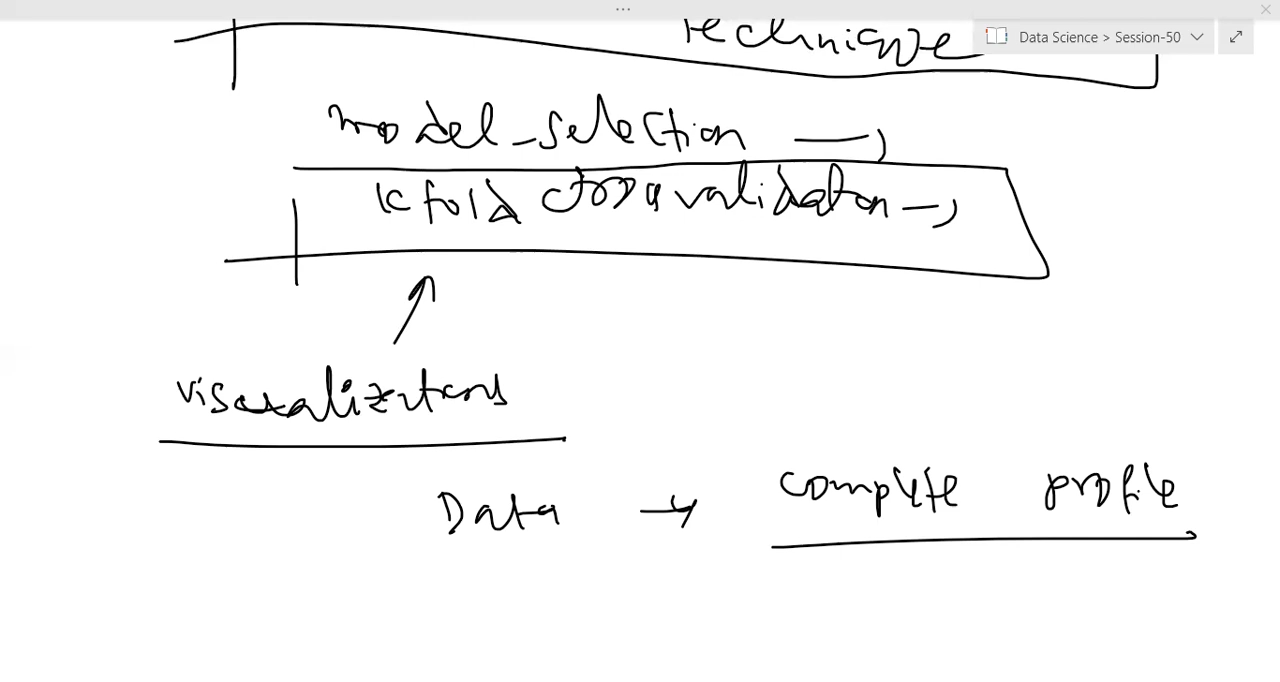 ...
Data Science > Session-50
Technique
model_selection →
kfold cross validation →
visualizations
Data → complete profile